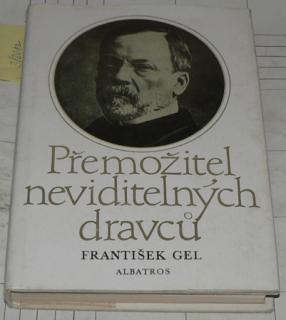 Přemožitel
neviditelných
dravců
FRANTIŠEK GEL
ALBATROS